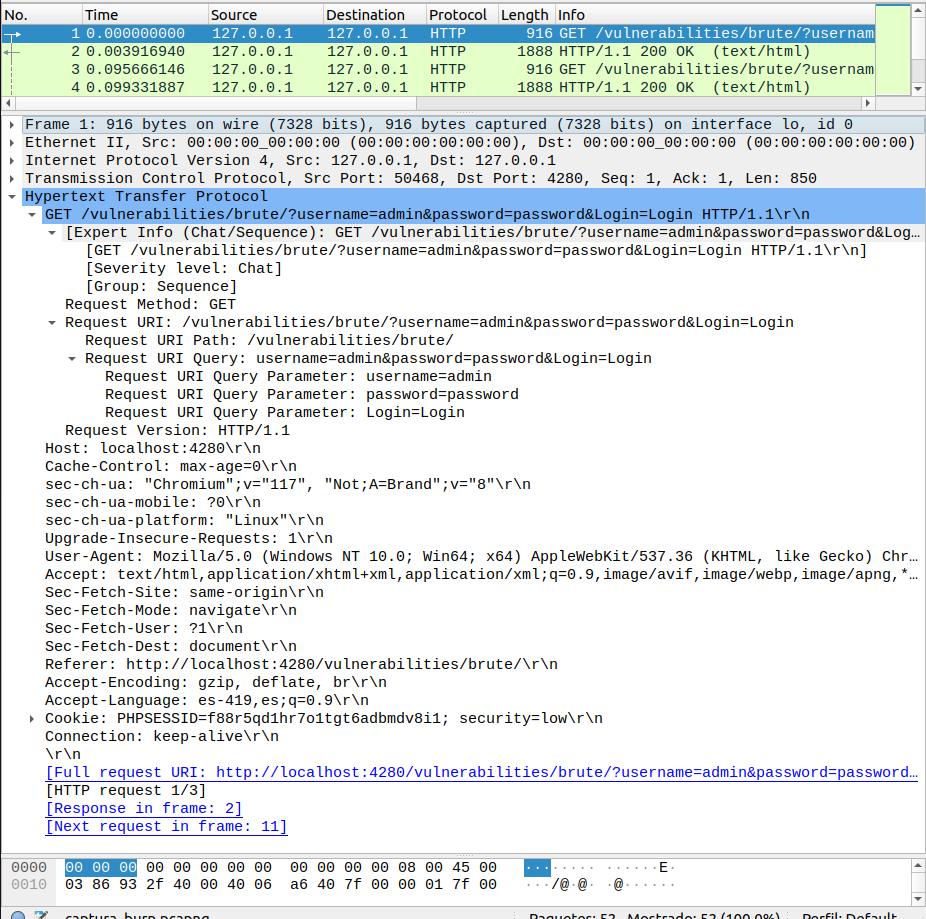 No. Time Source Destination Protocol Length Info
1 0.000000000 127.0.0.1 127.0.0.1 HTTP 916 GET /vulnerabilities/brute/?usernam
2 0.003916940 127.0.0.1 127.0.0.1 HTTP 1888 HTTP/1.1 200 OK (text/html)
3 0.095666146 127.0.0.1 127.0.0.1 HTTP 916 GET /vulnerabilities/brute/?usernam
4 0.099331887 127.0.0.1 127.0.0.1 HTTP 1888 HTTP/1.1 200 OK (text/html)
Frame 1: 916 bytes on wire (7328 bits), 916 bytes captured (7328 bits) on interface lo, id 0
Ethernet II, Src: 00:00:00_00:00:00 (00:00:00:00:00:00), Dst: 00:00:00_00:00:00 (00:00:00:00:00:00)
Internet Protocol Version 4, Src: 127.0.0.1, Dst: 127.0.0.1
Transmission Control Protocol, Src Port: 50468, Dst Port: 4280, Seq: 1, Ack: 1, Len: 850
Hypertext Transfer Protocol
GET /vulnerabilities/brute/?username=admin&password=password&Login=Login HTTP/1.1\r\n
[Expert Info (Chat/Sequence): GET /vulnerabilities/brute/?username=admin&password=password&Log…
[GET /vulnerabilities/brute/?username=admin&password=password&Login=Login HTTP/1.1\r\n]
[Severity level: Chat]
[Group: Sequence]
Request Method: GET
Request URI: /vulnerabilities/brute/?username=admin&password=password&Login=Login
Request URI Path: /vulnerabilities/brute/
Request URI Query: username=admin&password=password&Login=Login
Request URI Query Parameter: username=admin
Request URI Query Parameter: password=password
Request URI Query Parameter: Login=Login
Request Version: HTTP/1.1
Host: localhost:4280\r\n
Cache-Control: max-age=0\r\n
sec-ch-ua: "Chromium";v="117", "Not;A=Brand";v="8"\r\n
sec-ch-ua-mobile: ?0\r\n
sec-ch-ua-platform: "Linux"\r\n
Upgrade-Insecure-Requests: 1\r\n
User-Agent: Mozilla/5.0 (Windows NT 10.0; Win64; x64) AppleWebKit/537.36 (KHTML, like Gecko) Chr…
Accept: text/html,application/xhtml+xml,application/xml;q=0.9,image/avif,image/webp,image/apng,*…
Sec-Fetch-Site: same-origin\r\n
Sec-Fetch-Mode: navigate\r\n
Sec-Fetch-User: ?1\r\n
Sec-Fetch-Dest: document\r\n
Referer: http://localhost:4280/vulnerabilities/brute/\r\n
Accept-Encoding: gzip, deflate, br\r\n
Accept-Language: es-419,es;q=0.9\r\n
Cookie: PHPSESSID=f88r5qd1hr7o1tgt6adbmdv8i1; security=low\r\n
Connection: keep-alive\r\n
\r\n
[Full request URI: http://localhost:4280/vulnerabilities/brute/?username=admin&password=password…
[HTTP request 1/3]
[Response in frame: 2]
[Next request in frame: 11]
0000 00 00 00 00 00 00 00 00 00 00 00 00 08 00 45 00 ········ ······E·
0010 03 86 93 2f 40 00 40 06 a6 40 7f 00 00 01 7f 00 ···/@·@· ·@······
captura_burp.pcapng Paquetes: 52 · Mostrado: 52 (100.0%) Perfil: Default